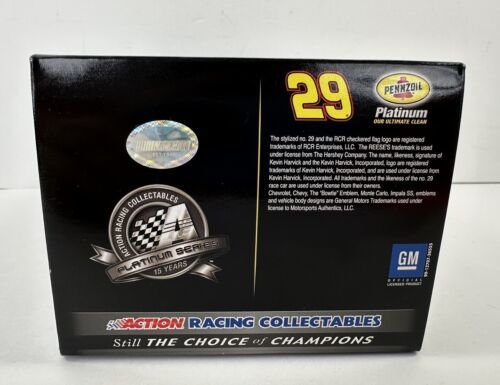 29
PENNZOIL
Platinum
OUR ULTIMATE CLEAN
The stylized no. 29 and the RCR checkered flag logo are registered
trademarks of RCR Enterprises, LLC. The REESE'S trademark is used
under license from The Hershey Company. The name, likeness, signature of
Kevin Harvick and the Kevin Harvick, Incorporated, logo are registered
trademarks of Kevin Harvick, Incorporated, and are used under license from
Kevin Harvick, Incorporated. All trademarks and the likeness of the no. 29
race car are used under license from their owners.
Chevrolet, Chevy, The "Bowtie" Emblem, Monte Carlo, Impala SS, emblems
and vehicle body designs are General Motors Trademarks used under
license to Motorsports Authentics, LLC.
ACTION RACING COLLECTABLES
A
PLATINUM SERIES
15 YEARS
GM
OFFICIAL
LICENSED PRODUCT
ACTION RACING COLLECTABLES
Still THE CHOICE of CHAMPIONS